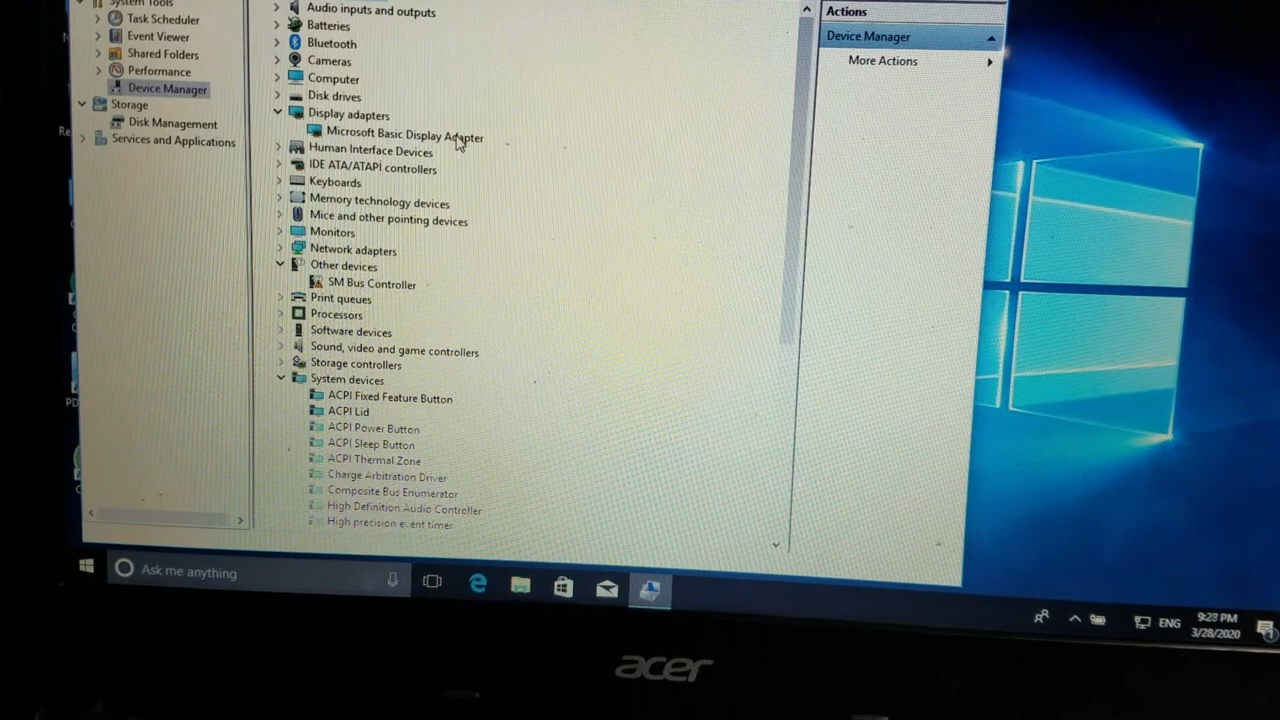 System Tools
Task Scheduler
Event Viewer
Shared Folders
Performance
Device Manager
Storage
Disk Management
Services and Applications
Audio inputs and outputs
Batteries
Bluetooth
Cameras
Computer
Disk drives
Display adapters
Microsoft Basic Display Adapter
Human Interface Devices
IDE ATA/ATAPI controllers
Keyboards
Memory technology devices
Mice and other pointing devices
Monitors
Network adapters
Other devices
SM Bus Controller
Print queues
Processors
Software devices
Sound, video and game controllers
Storage controllers
System devices
ACPI Fixed Feature Button
ACPI Lid
ACPI Power Button
ACPI Sleep Button
ACPI Thermal Zone
Charge Arbitration Driver
Composite Bus Enumerator
High Definition Audio Controller
High precision event timer
Actions
Device Manager
More Actions
PD
Ask me anything
ENG
9:23 PM
3/28/2020
acer